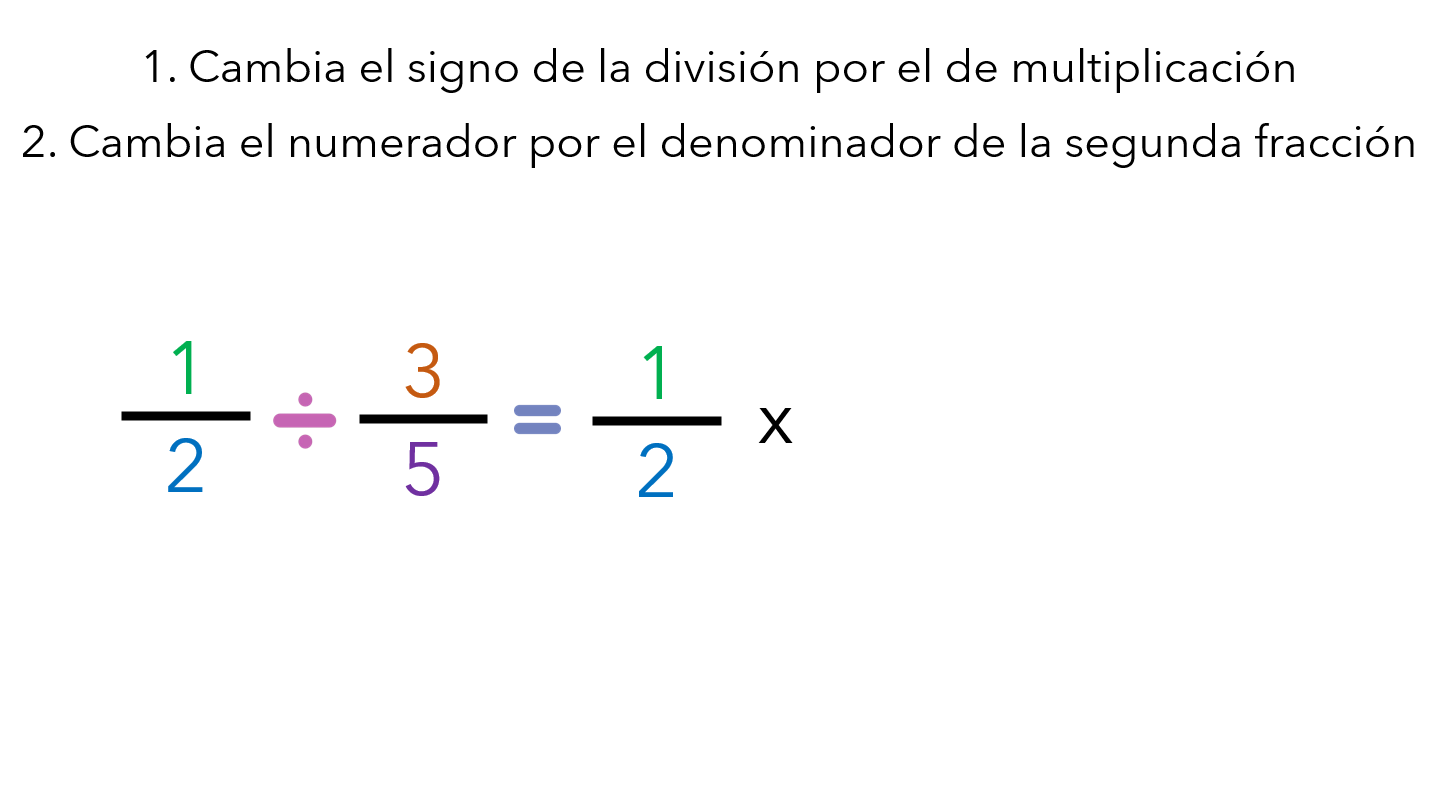 1. Cambia el signo de la división por el de multiplicación
2. Cambia el numerador por el denominador de la segunda fracción
1 3 1
÷ = x
2 5 2